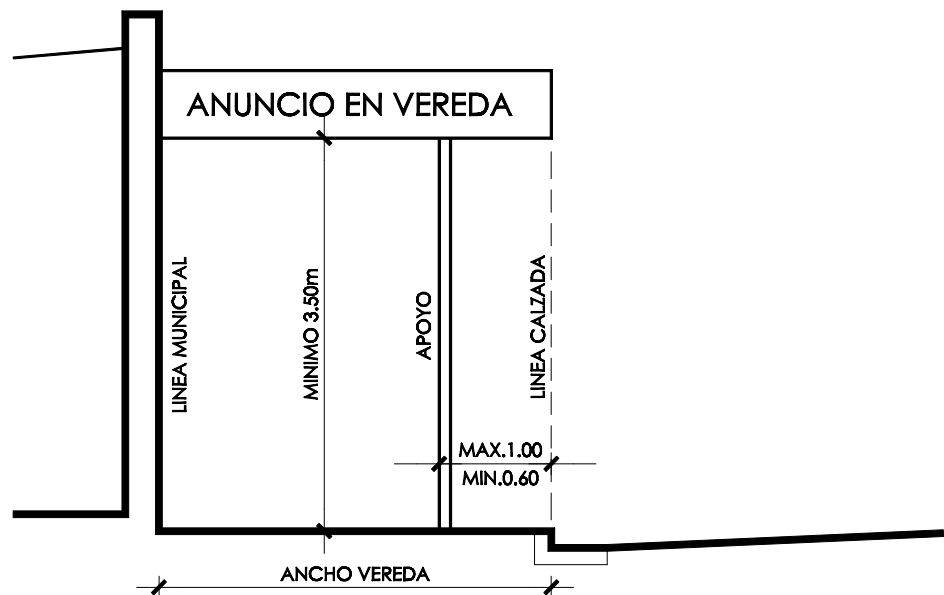 ANUNCIO EN VEREDA
LINEA MUNICIPAL
MINIMO 3.50m
APOYO
LINEA CALZADA
MAX.1.00
MIN.0.60
ANCHO VEREDA